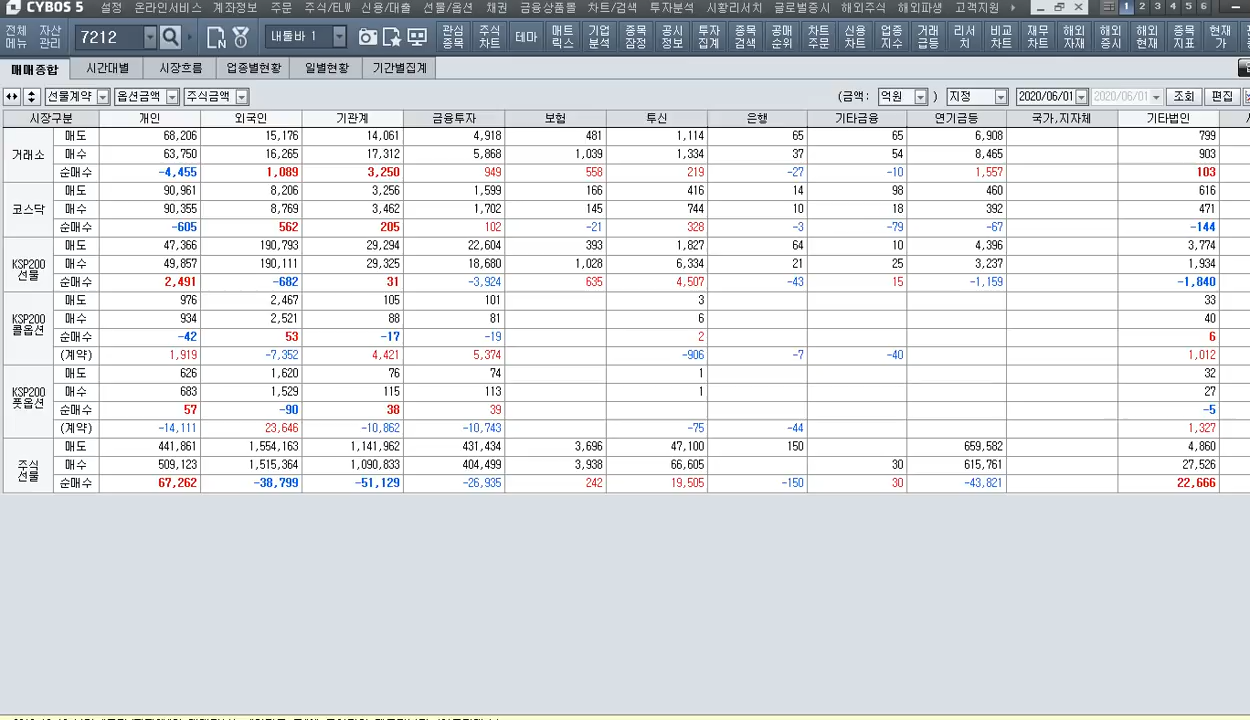 CYBOS 5 설정 온라인서비스 계좌정보 주문 주식/ELW 신용/대출 선물/옵션 채권 금융상품몰 차트/검색 투자분석 시황리서치 글로벌증시 해외주식 해외파생 고객지원 1 2 3 4 5 6
전체메뉴 자산관리 7212 내툴바 1 관심종목 주식차트 테마 매트릭스 기업분석 종목잠정 공시정보 투자집계 종목검색 공매순위 차트주문 신용차트 업종지수 거래급등 리서치 비교차트 재무차트 해외자재 해외증시 해외현재 종목지표 현재가
매매종합 시간대별 시장흐름 업종별현황 일별현황 기간별집계
선물계약 옵션금액 주식금액 (금액: 억원 ) 지정 2020/06/01 2020/06/01 조회 편집
시장구분 개인 외국인 기관계 금융투자 보험 투신 은행 기타금융 연기금등 국가,지자체 기타법인
거래소
매도 68,206 15,176 14,061 4,918 481 1,114 65 65 6,908 799
매수 63,750 16,265 17,312 5,868 1,039 1,334 37 54 8,465 903
순매수 -4,455 1,089 3,250 949 558 219 -27 -10 1,557 103
코스닥
매도 90,961 8,206 3,256 1,599 166 416 14 98 460 616
매수 90,355 8,769 3,462 1,702 145 744 10 18 392 471
순매수 -605 562 205 102 -21 328 -3 -79 -67 -144
KSP200 선물
매도 47,366 190,793 29,294 22,604 393 1,827 64 10 4,396 3,774
매수 49,857 190,111 29,325 18,680 1,028 6,334 21 25 3,237 1,934
순매수 2,491 -682 31 -3,924 635 4,507 -43 15 -1,159 -1,840
KSP200 콜옵션
매도 976 2,467 105 101 3 33
매수 934 2,521 88 81 6 40
순매수 -42 53 -17 -19 2 6
(계약) 1,919 -7,352 4,421 5,374 -906 -7 -40 1,012
KSP200 풋옵션
매도 626 1,620 76 74 1 32
매수 683 1,529 115 113 1 27
순매수 57 -90 38 39 -5
(계약) -14,111 23,646 -10,862 -10,743 -75 -44 1,327
주식 선물
매도 441,861 1,554,163 1,141,962 431,434 3,696 47,100 150 659,582 4,860
매수 509,123 1,515,364 1,090,833 404,499 3,938 66,605 30 615,761 27,526
순매수 67,262 -38,799 -51,129 -26,935 242 19,505 -150 30 -43,821 22,666